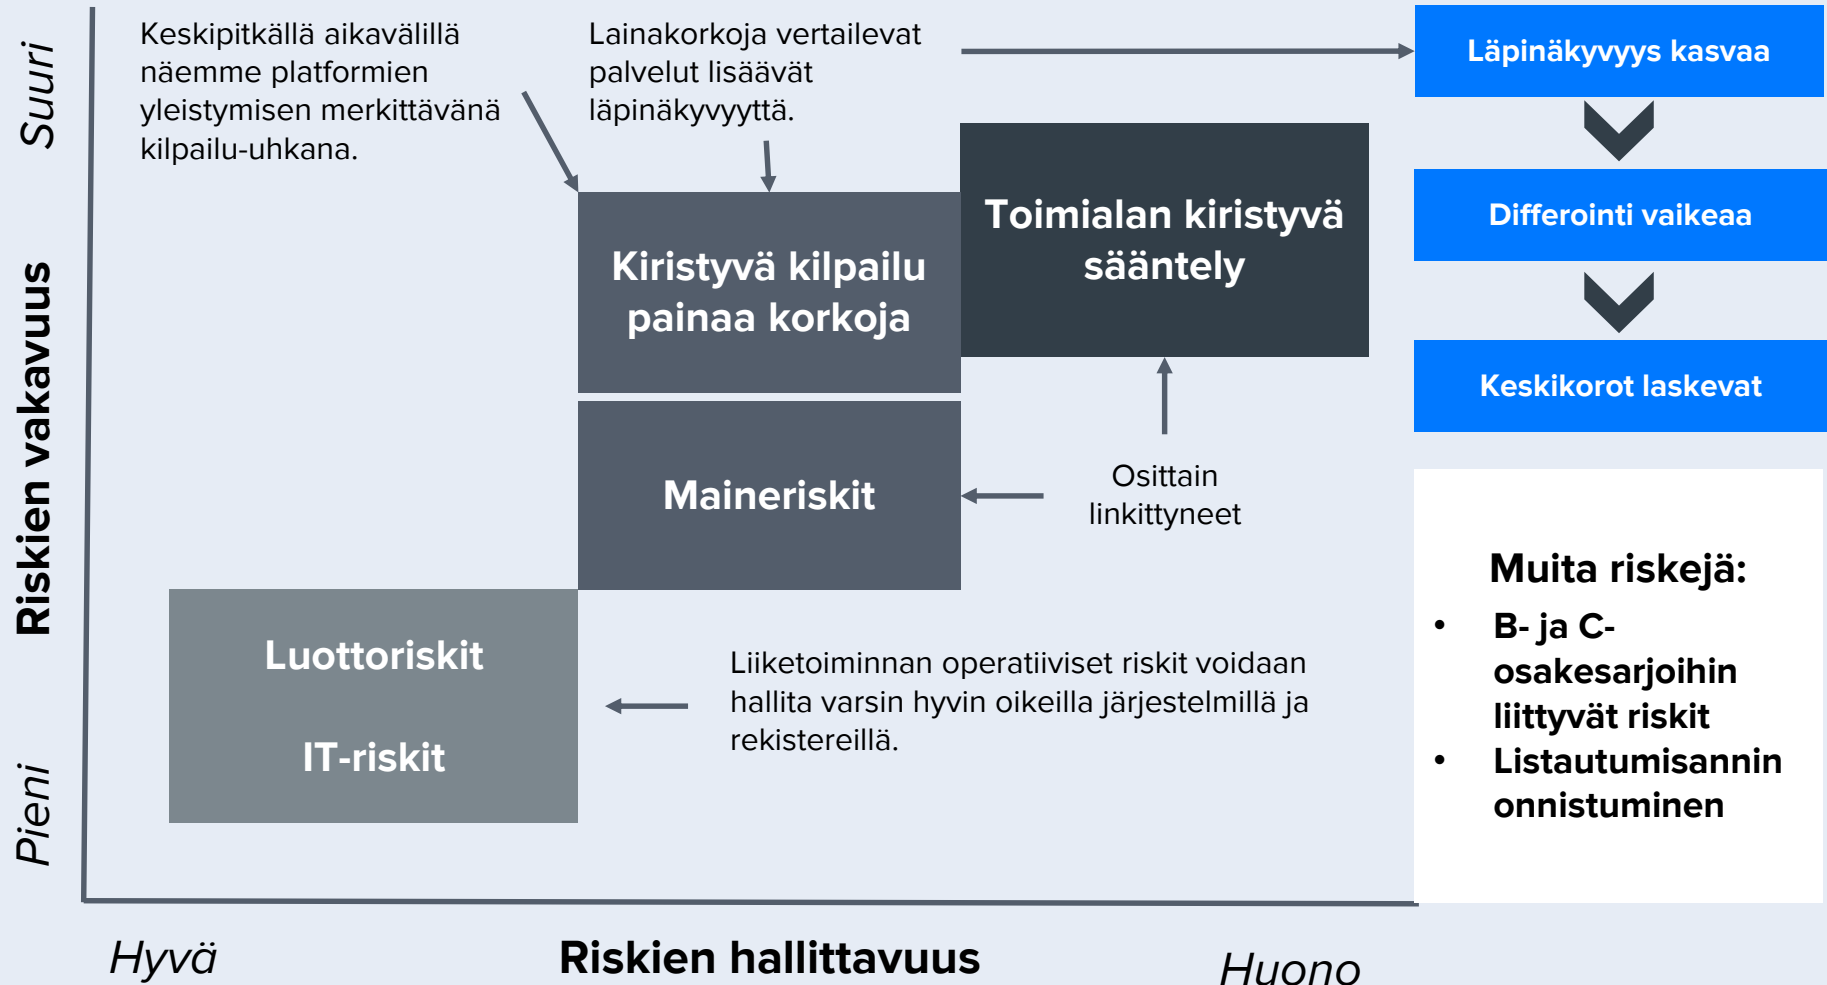 Suuri
Riskien vakavuus
Pieni
Keskipitkällä aikavälillä
näemme platformien
yleistymisen merkittävänä
kilpailu-uhkana.
Lainakorkoja vertailevat
palvelut lisäävät
läpinäkyvyyttä.
Kiristyvä kilpailu
painaa korkoja
Toimialan kiristyvä
sääntely
Maineriskit
Osittain
linkittyneet
Luottoriskit
IT-riskit
Liiketoiminnan operatiiviset riskit voidaan
hallita varsin hyvin oikeilla järjestelmillä ja
rekistereillä.
Läpinäkyvyys kasvaa
Differointi vaikeaa
Keskikorot laskevat
Muita riskejä:
• B- ja C-
osakesarjoihin
liittyvät riskit
• Listautumisannin
onnistuminen
Hyvä
Riskien hallittavuus
Huono